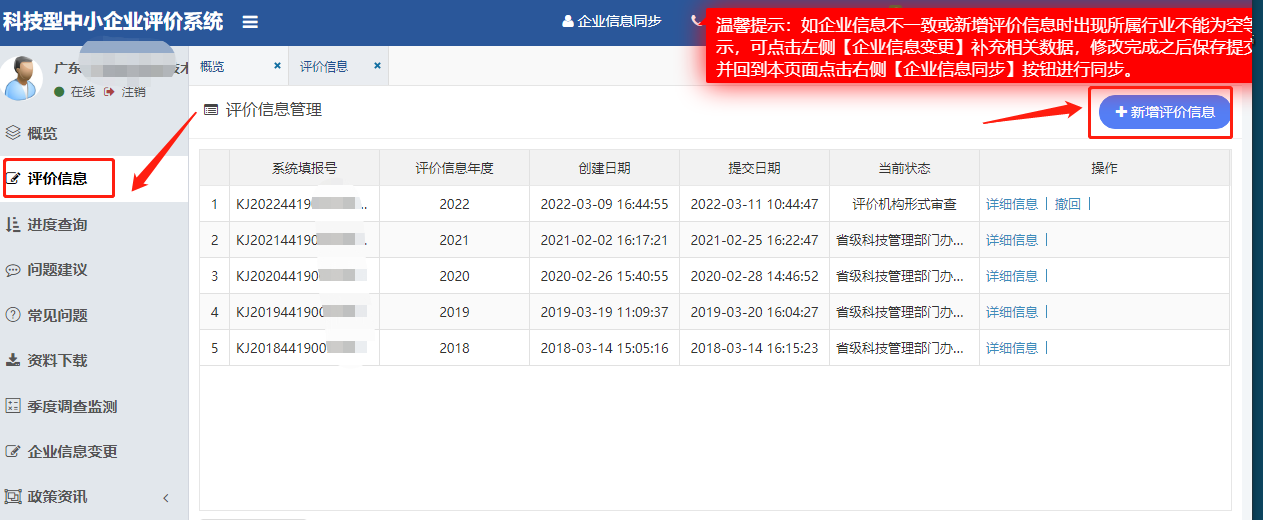 科技型中小企业评价系统
企业信息同步
温馨提示：如企业信息不一致或新增评价信息时出现所属行业不能为空等
示，可点击左侧【企业信息变更】补充相关数据，修改完成之后保存提交
并回到本页面点击右侧【企业信息同步】按钮进行同步。
广东
技术
在线 注销
概览 × 评价信息 ×
评价信息管理
新增评价信息
概览
评价信息
进度查询
问题建议
常见问题
资料下载
季度调查监测
企业信息变更
政策资讯
系统填报号 评价信息年度 创建日期 提交日期 当前状态 操作
1 KJ202244190 .. 2022 2022-03-09 16:44:55 2022-03-11 10:44:47 评价机构形式审查 详细信息 | 撤回 |
2 KJ202144190 . 2021 2021-02-02 16:17:21 2021-02-25 16:22:47 省级科技管理部门办... 详细信息 |
3 KJ202044190 2020 2020-02-26 15:40:55 2020-02-28 14:46:52 省级科技管理部门办... 详细信息 |
4 KJ2019441900 2019 2019-03-19 11:09:37 2019-03-20 16:04:27 省级科技管理部门办... 详细信息 |
5 KJ2018441900 2018 2018-03-14 15:05:16 2018-03-14 16:15:23 省级科技管理部门办... 详细信息 |